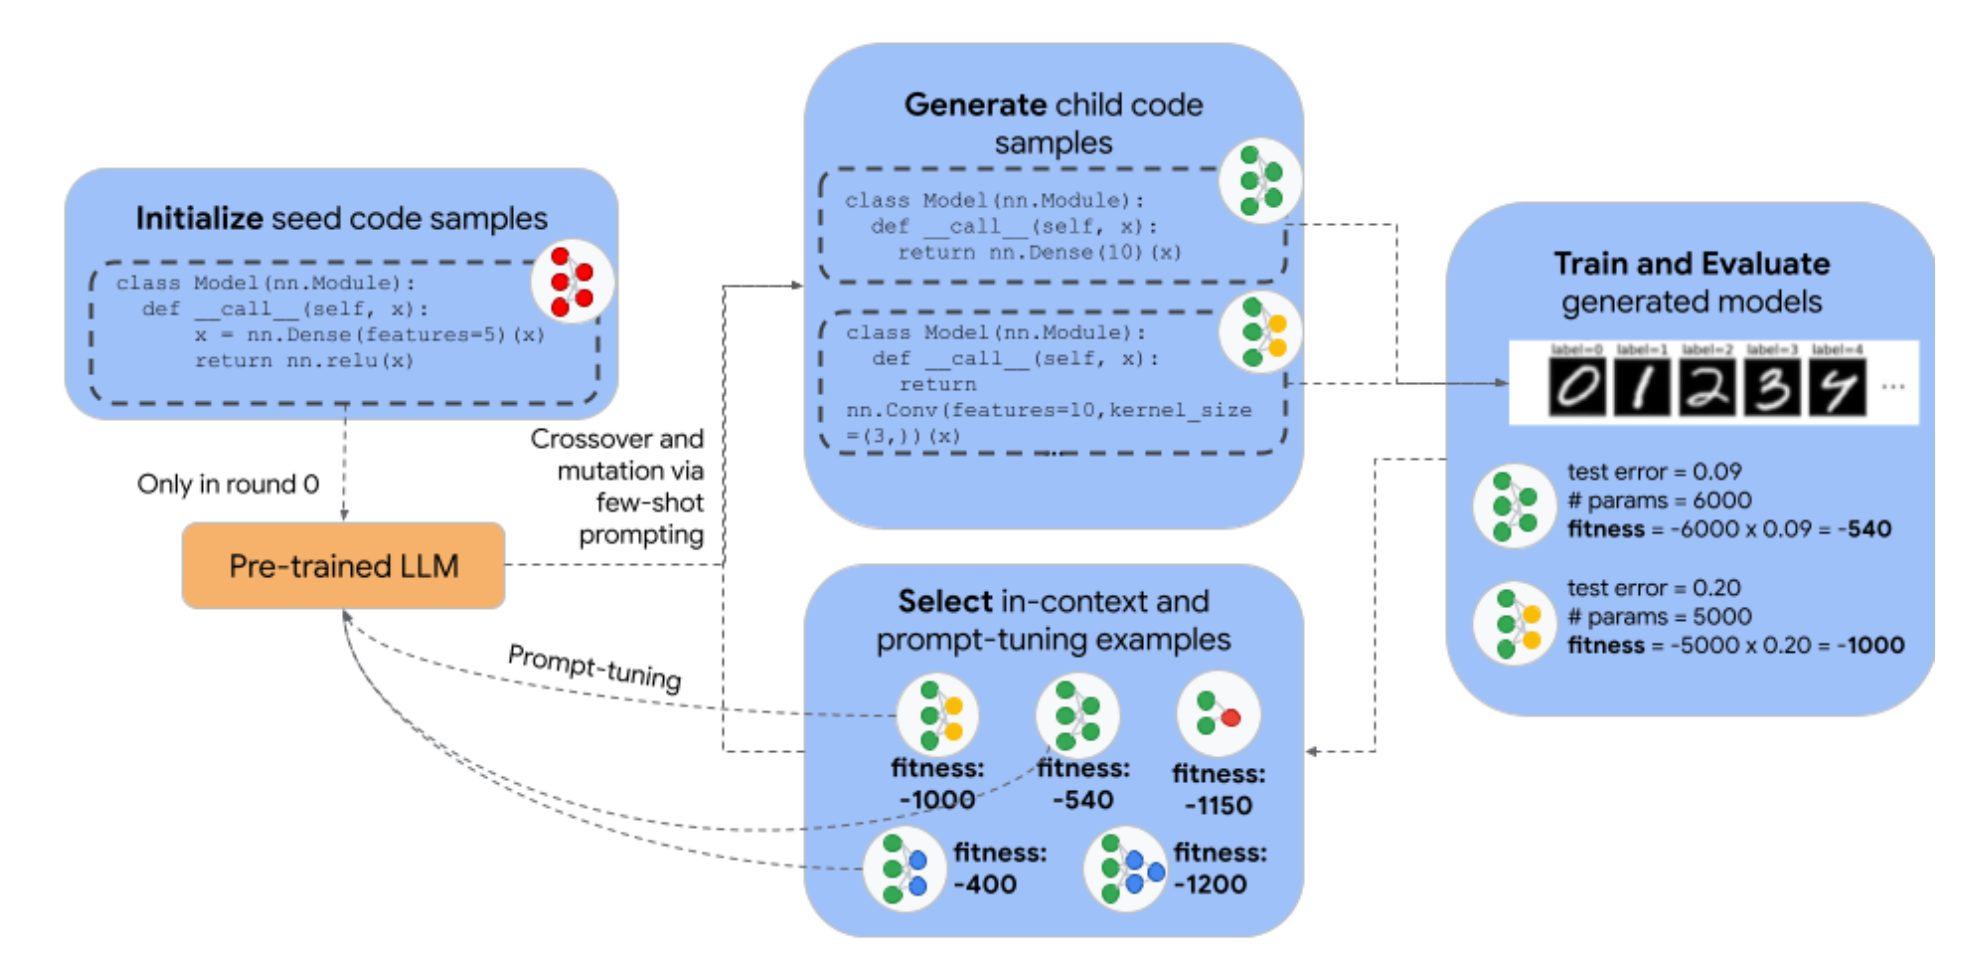 Initialize seed code samples
class Model(nn.Module):
def __call__(self, x):
x = nn.Dense(features=5)(x)
return nn.relu(x)
Only in round 0
Pre-trained LLM
Crossover and
mutation via
few-shot
prompting
Prompt-tuning
Generate child code
samples
class Model(nn.Module):
def __call__(self, x):
return nn.Dense(10)(x)
class Model(nn.Module):
def __call__(self, x):
return
nn.Conv(features=10,kernel_size
=(3,))(x)
...
Select in-context and
prompt-tuning examples
fitness:
-1000
fitness:
-540
fitness:
-1150
fitness:
-400
fitness:
-1200
Train and Evaluate
generated models
label=0 label=1 label=2 label=3 label=4
0 1 2 3 4 ...
test error = 0.09
# params = 6000
fitness = -6000 x 0.09 = -540
test error = 0.20
# params = 5000
fitness = -5000 x 0.20 = -1000